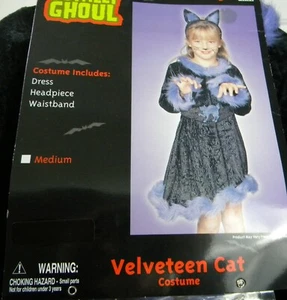 GHOUL
Costume Includes:
Dress
Headpiece
Waistband
Medium
WARNING:
CHOKING HAZARD - Small parts
Not for children under 3 years
Velveteen Cat
Costume